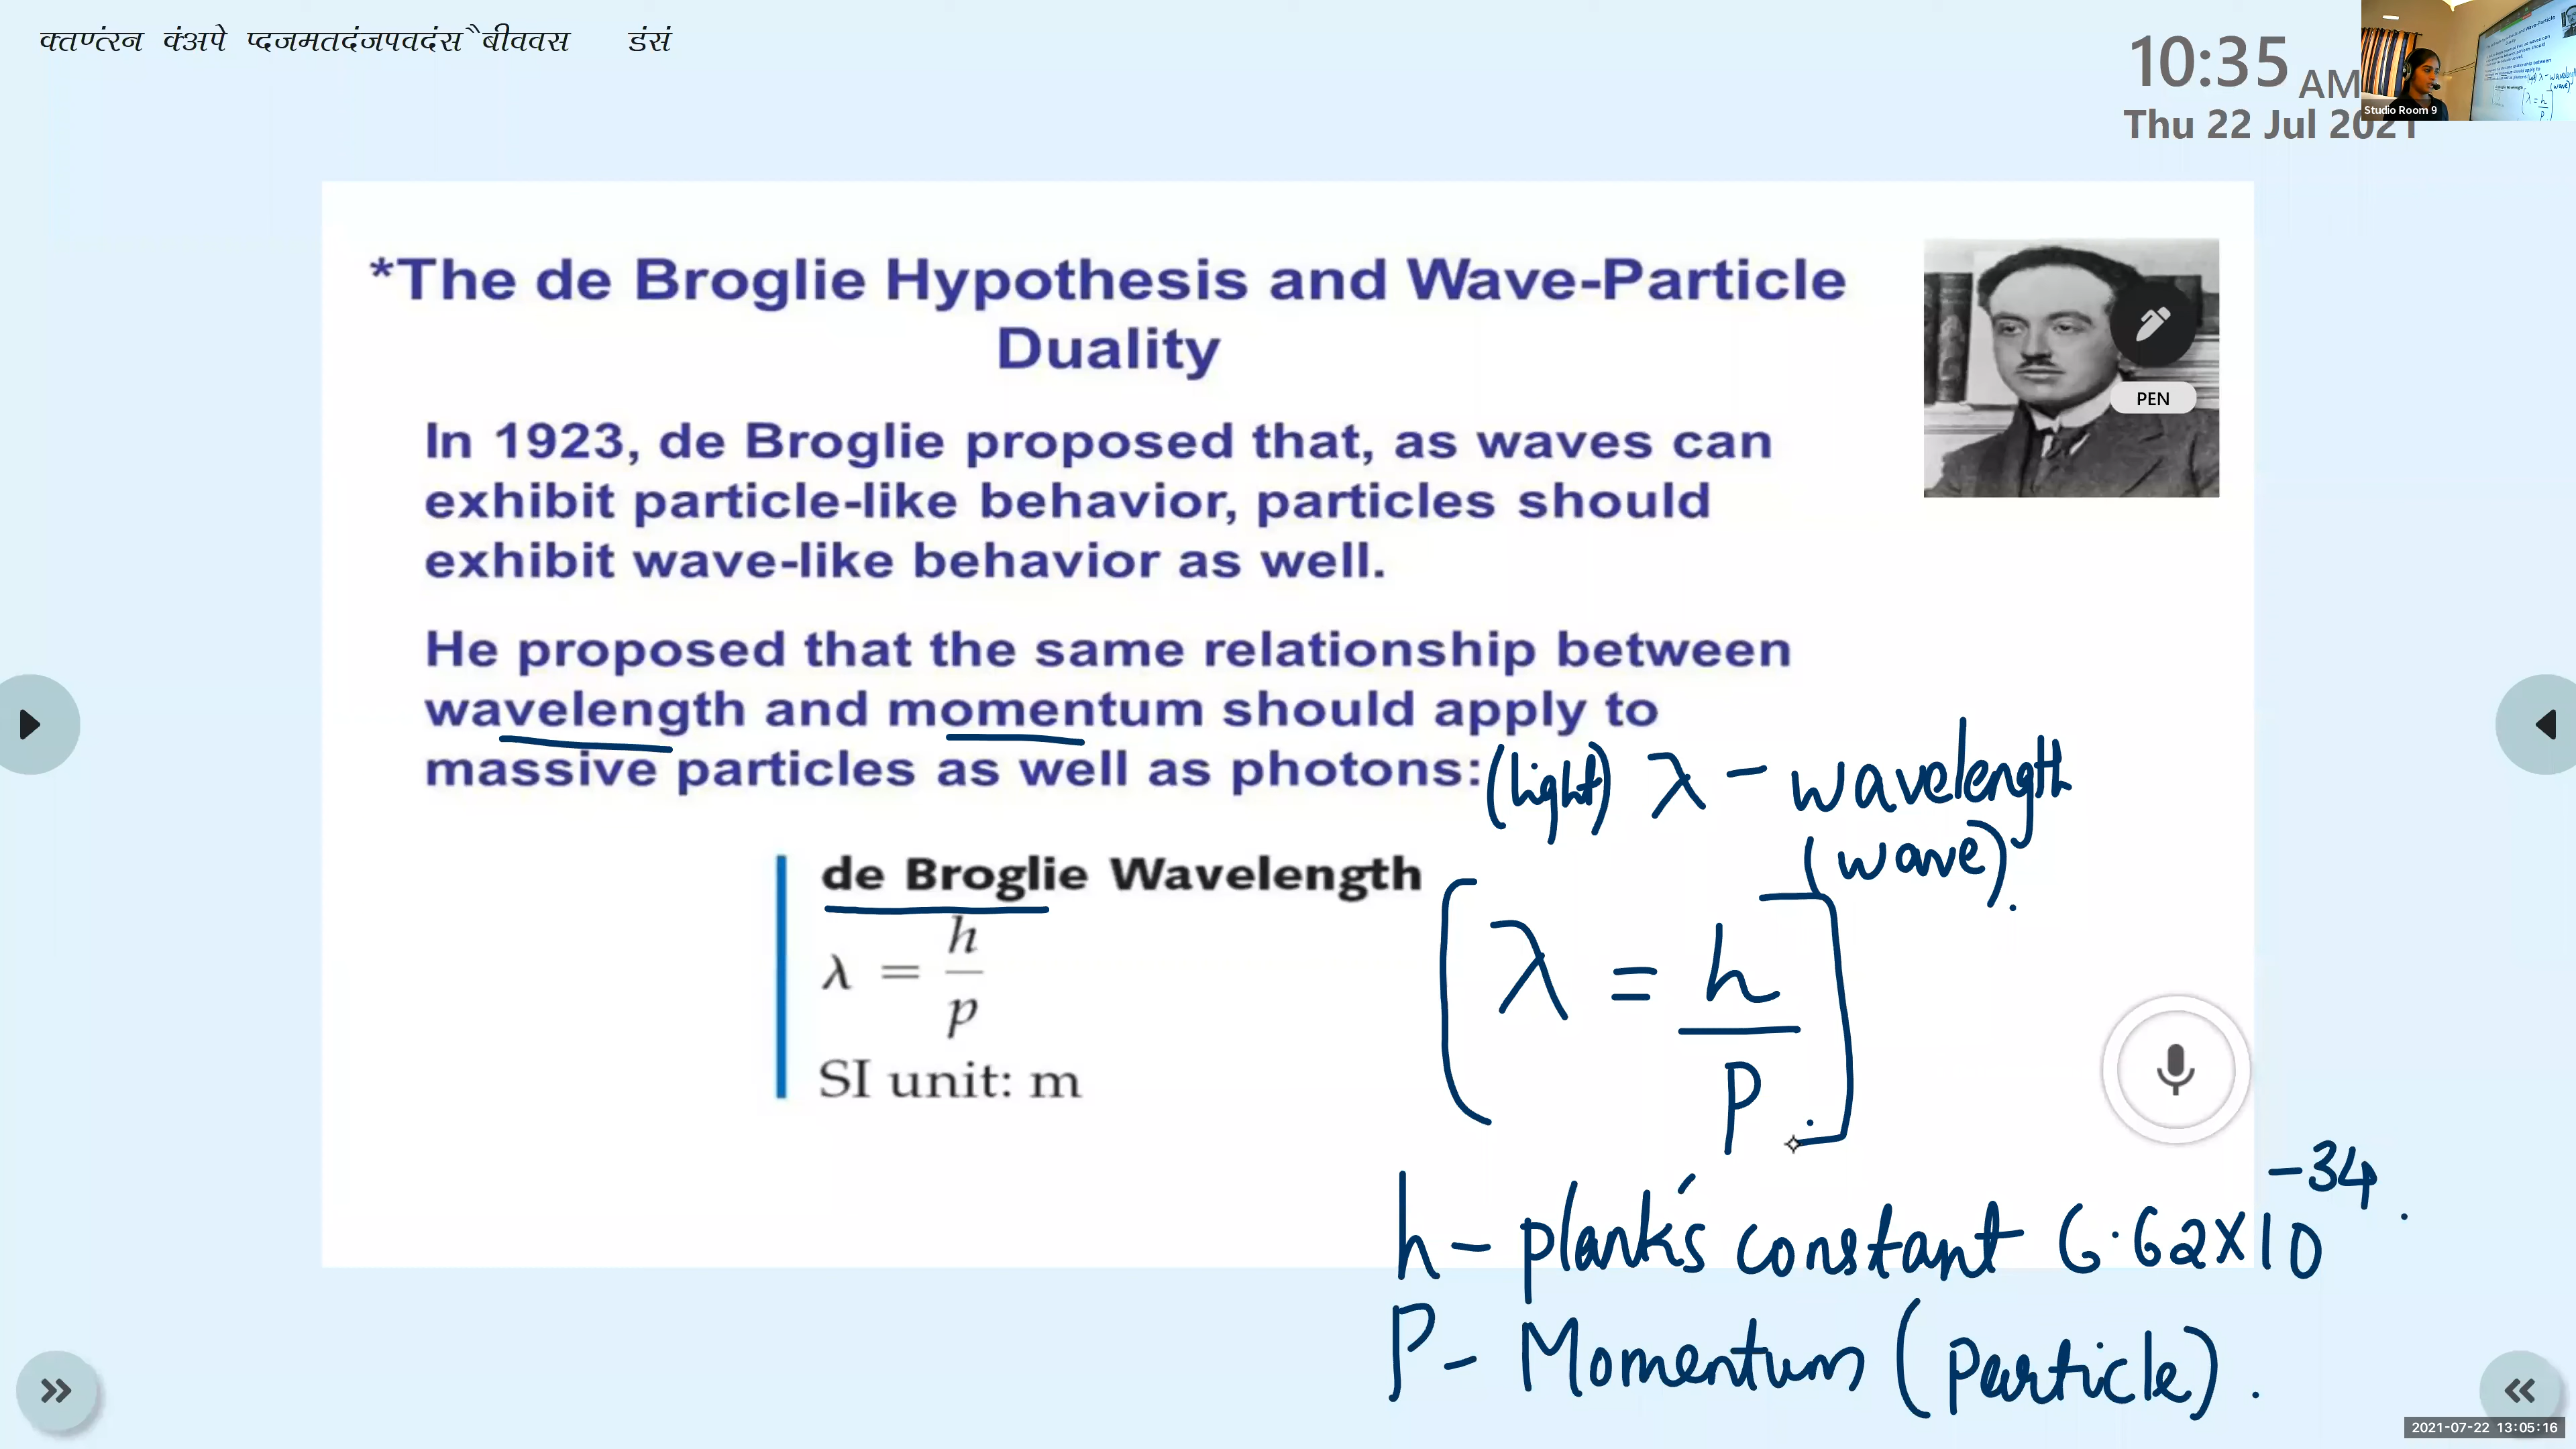 क्तण्तंरन कंअपे प्दजमतदंजपवदंस ैबीववस डंसं
10:35 AM
Thu 22 Jul 2021
Studio Room 9
*The de Broglie Hypothesis and Wave-Particle
Duality
PEN
In 1923, de Broglie proposed that, as waves can
exhibit particle-like behavior, particles should
exhibit wave-like behavior as well.
He proposed that the same relationship between
wavelength and momentum should apply to
massive particles as well as photons: (light) λ - wavelength
(wave).
de Broglie Wavelength
λ = h/p
SI unit: m
[λ = h/p.]
h - plank's constant 6.62x10^-34.
P - Momentum (particle).
2021-07-22 13:05:16